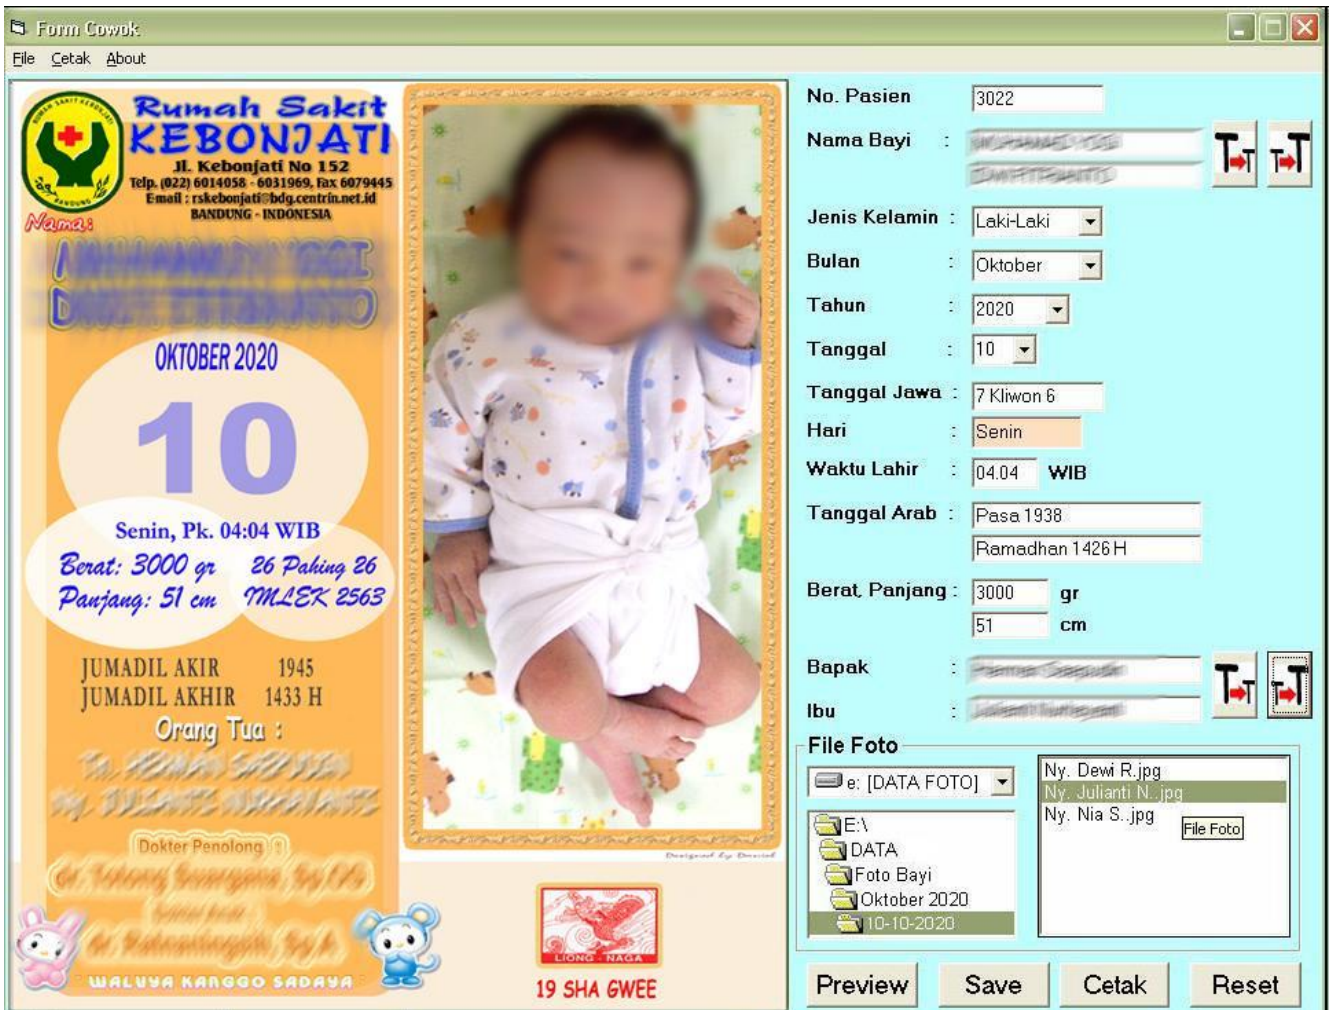 Form Cowok
File Cetak About
RUMAH SAKIT KEBONJATI
BANDUNG
Rumah Sakit
KEBONJATI
Jl. Kebonjati No 152
Telp. (022) 6014058 - 6031969, Fax 6079445
E-mail : rskebonjati@bdg.centrin.net.id
BANDUNG - INDONESIA
Nama:
OKTOBER 2020
10
Senin, Pk. 04:04 WIB
Berat: 3000 gr
Panjang: 51 cm
26 Pahing 26
IMLEK 2563
JUMADIL AKIR 1945
JUMADIL AKHIR 1433 H
Orang Tua :
Dokter Penolong :
WALUYA KANGGO SADAYA
LIONG - NAGA
19 SHA GWEE
No. Pasien 3022
Nama Bayi :
Jenis Kelamin : Laki-Laki
Bulan : Oktober
Tahun : 2020
Tanggal : 10
Tanggal Jawa : 7 Kliwon 6
Hari : Senin
Waktu Lahir : 04.04 WIB
Tanggal Arab : Pasa 1938
Ramadhan 1426 H
Berat, Panjang : 3000 gr
51 cm
Bapak :
Ibu :
File Foto
e: [DATA FOTO]
E:\
DATA
Foto Bayi
Oktober 2020
10-10-2020
Ny. Dewi R.jpg
Ny. Julianti N..jpg
Ny. Nia S..jpg
File Foto
Preview Save Cetak Reset